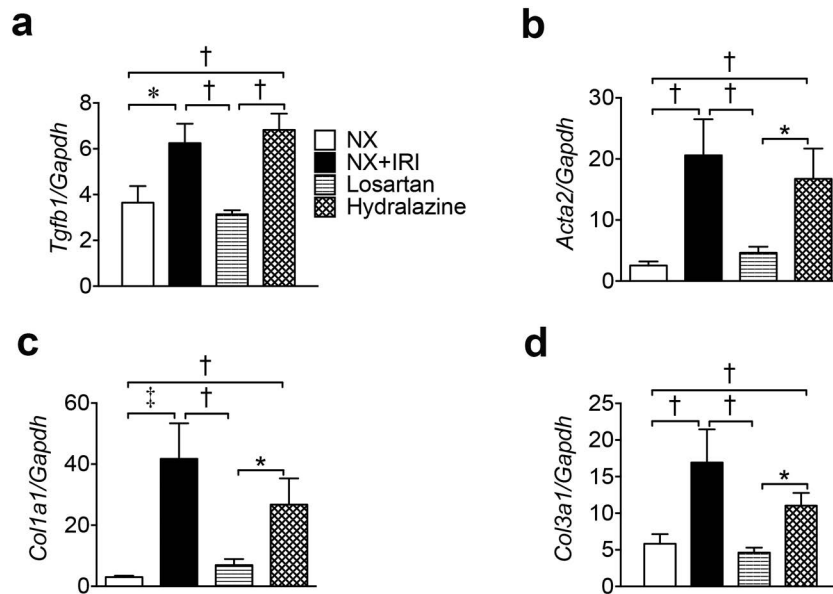 a
†
*
†
†
8
6
4
2
0
Tgfb1/Gapdh
NX
NX+IRI
Losartan
Hydralazine
b
†
†
†
*
30
20
10
0
Acta2/Gapdh
c
†
‡
†
*
60
40
20
0
Col1a1/Gapdh
d
†
†
†
*
25
20
15
10
5
0
Col3a1/Gapdh